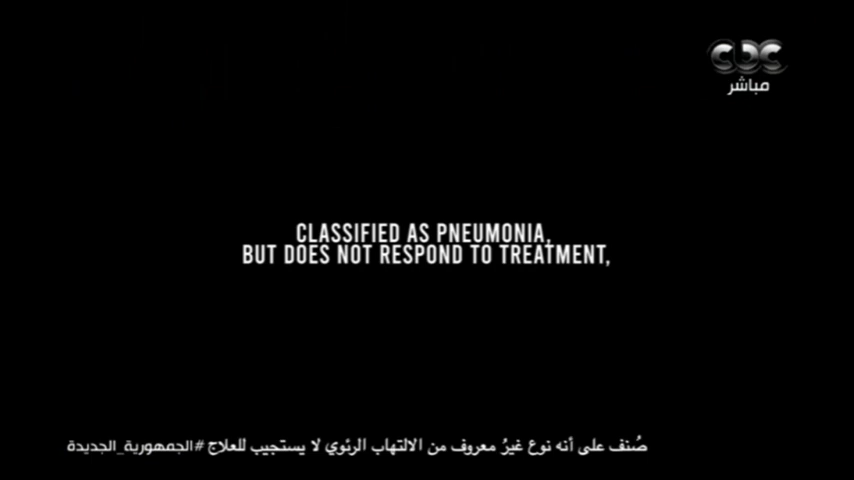 cbc
مباشر
CLASSIFIED AS PNEUMONIA,
BUT DOES NOT RESPOND TO TREATMENT,
صُنف على أنه نوع غيرُ معروف من الالتهاب الرئوي لا يستجيب للعلاج #الجمهورية_الجديدة